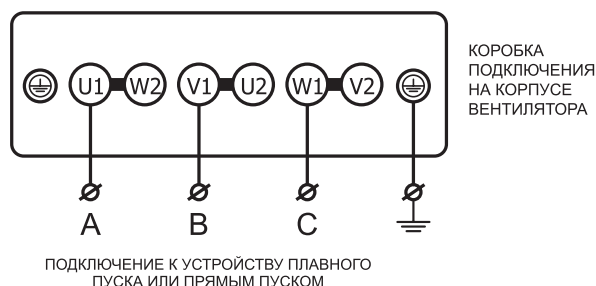 U1 W2 V1 U2 W1 V2
КОРОБКА
ПОДКЛЮЧЕНИЯ
НА КОРПУСЕ
ВЕНТИЛЯТОРА
A B C
ПОДКЛЮЧЕНИЕ К УСТРОЙСТВУ ПЛАВНОГО
ПУСКА ИЛИ ПРЯМЫМ ПУСКОМ